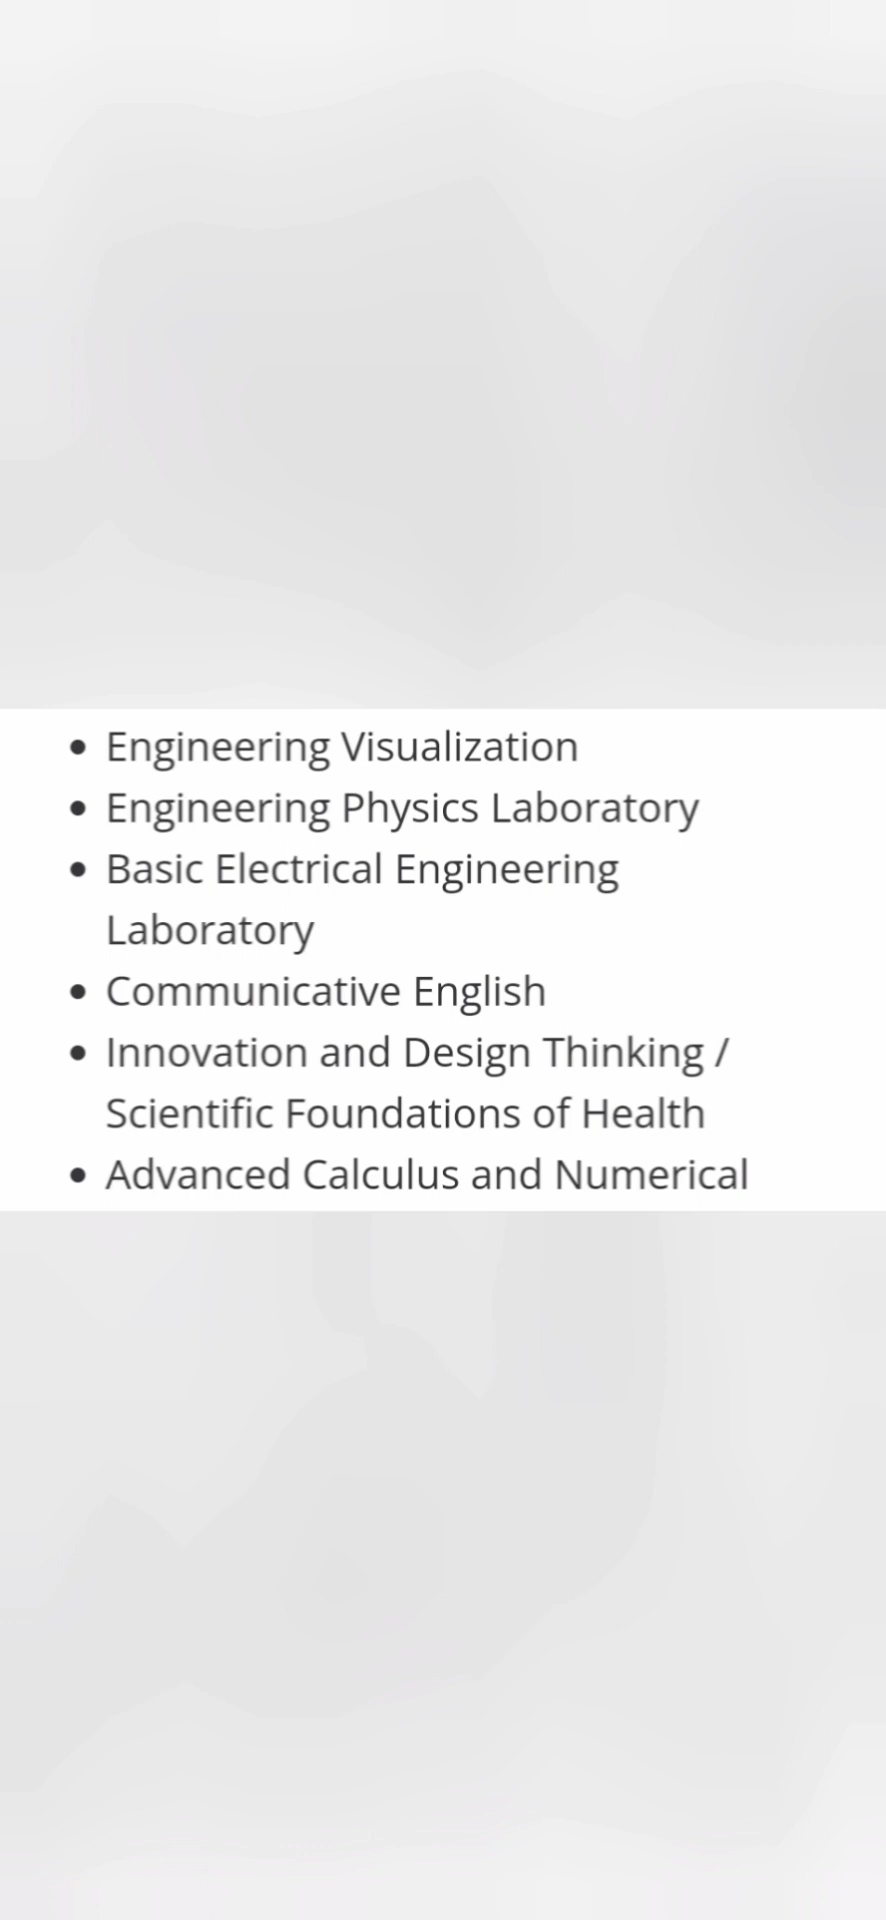 • Engineering Visualization
• Engineering Physics Laboratory
• Basic Electrical Engineering
Laboratory
• Communicative English
• Innovation and Design Thinking /
Scientific Foundations of Health
• Advanced Calculus and Numerical